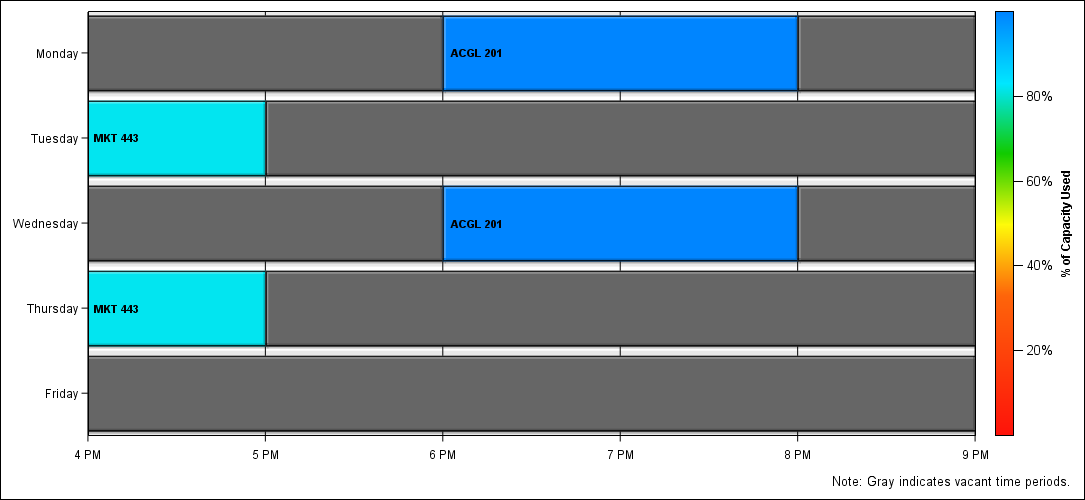 Monday
ACGL 201
Tuesday
MKT 443
Wednesday
ACGL 201
Thursday
MKT 443
Friday
4 PM 5 PM 6 PM 7 PM 8 PM 9 PM
80%
60%
40%
20%
% of Capacity Used
Note: Gray indicates vacant time periods.